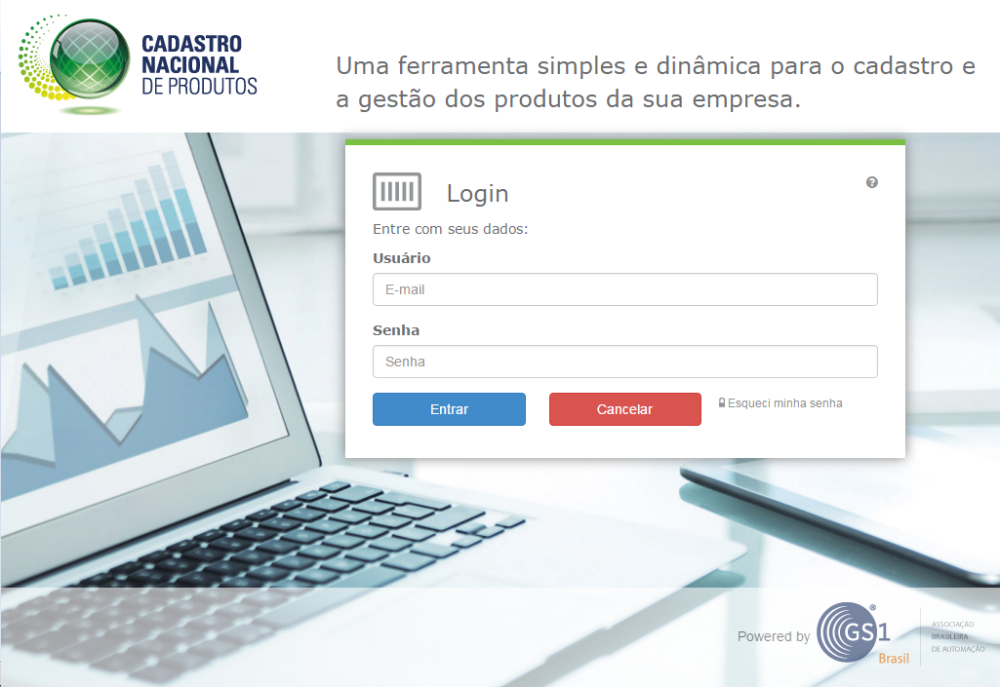 CADASTRO
NACIONAL
DE PRODUTOS
Uma ferramenta simples e dinâmica para o cadastro e
a gestão dos produtos da sua empresa.
Login
Entre com seus dados:
Usuário
E-mail
Senha
Senha
Entrar
Cancelar
Esqueci minha senha
Powered by
GS1
®
Brasil
ASSOCIAÇÃO
BRASILEIRA
DE AUTOMAÇÃO